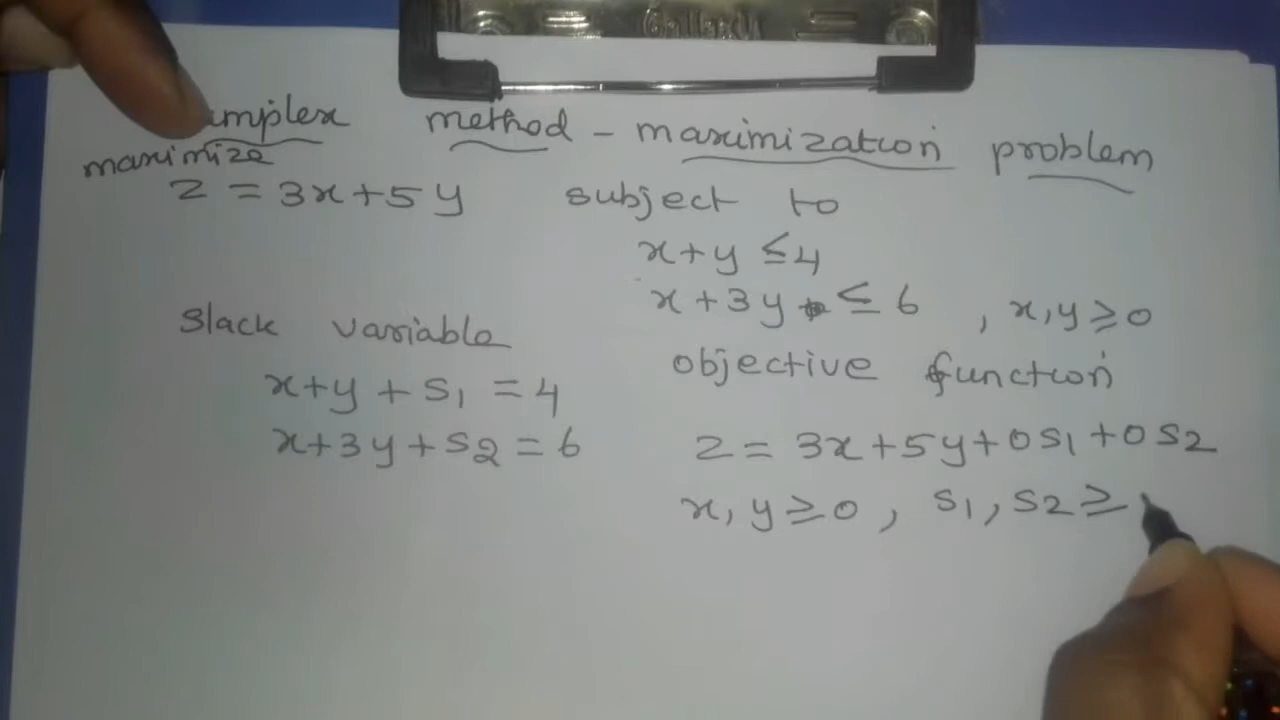 method - maximization problem
maximize
Z = 3x+5y subject to
x+y ≤ 4
x+3y ≤ 6 , x,y ≥ 0
Slack variable
x+y+S1 = 4
x+3y+S2 = 6
objective function
Z = 3x+5y+0S1+0S2
x, y ≥ 0 , S1, S2 ≥